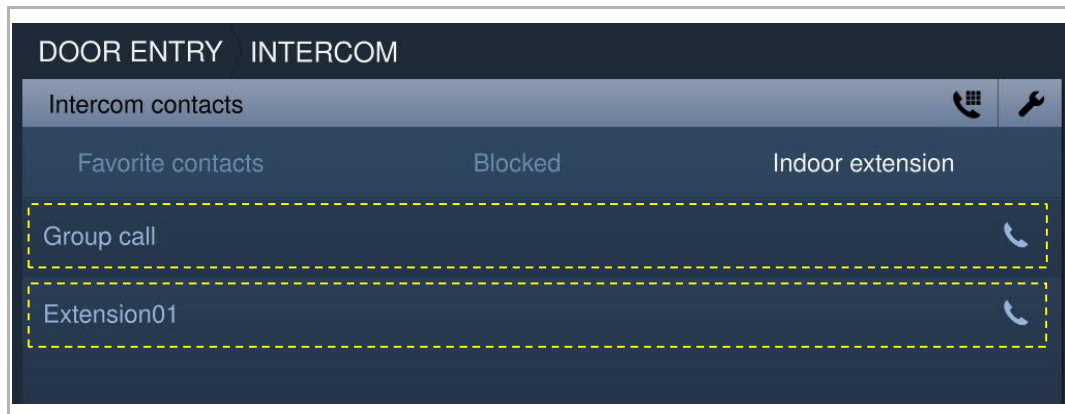 DOOR ENTRY INTERCOM
Intercom contacts
Favorite contacts Blocked Indoor extension
Group call
Extension01